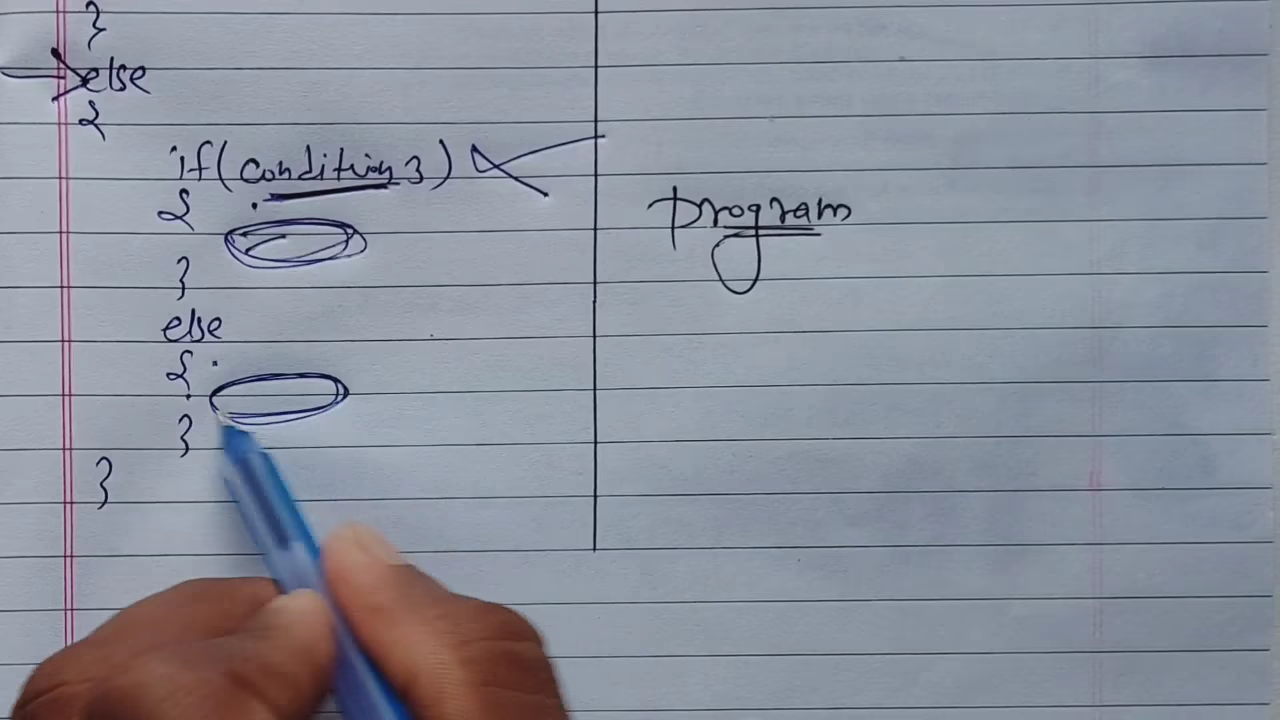 }
else
{
if(condition3)
{
}
else
{
}
}
program